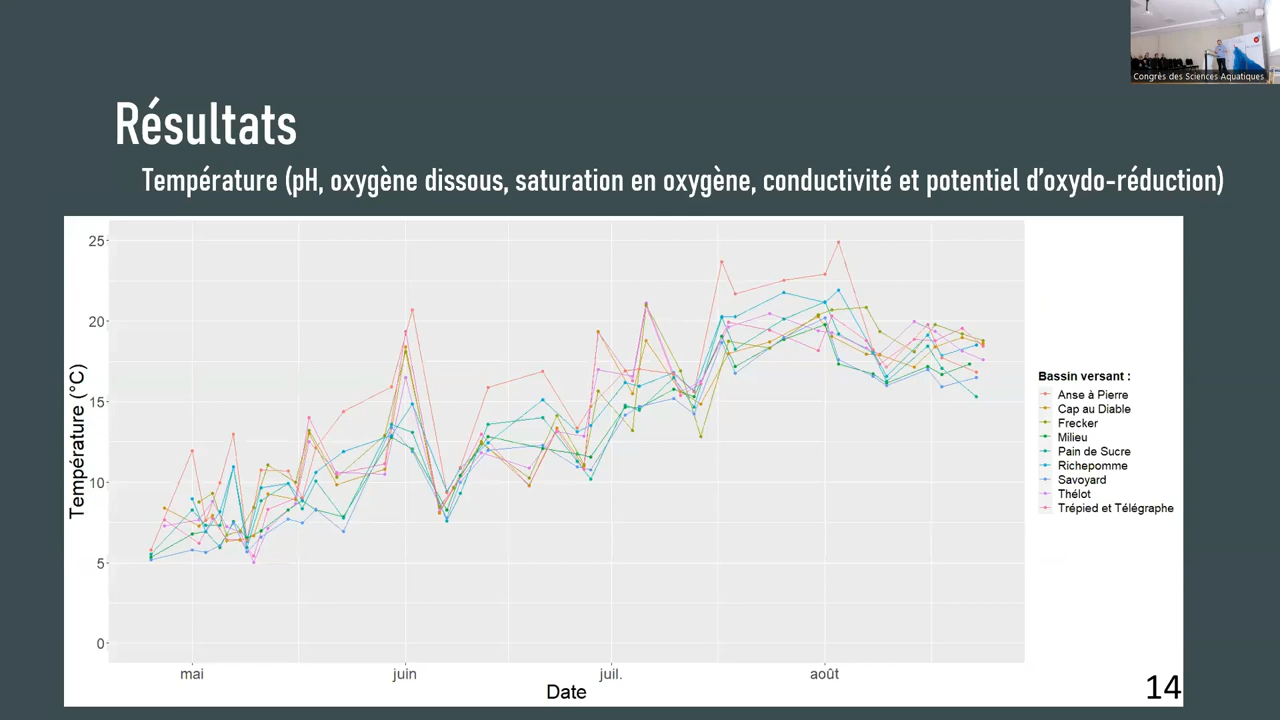 Congrès des Sciences Aquatiques
Résultats
Température (pH, oxygène dissous, saturation en oxygène, conductivité et potentiel d'oxydo-réduction)
25
20
15
10
5
0
Température (°C)
mai juin juil. août
Date
Bassin versant :
Anse à Pierre
Cap au Diable
Frecker
Milieu
Pain de Sucre
Richepomme
Savoyard
Thélot
Trépied et Télégraphe
14